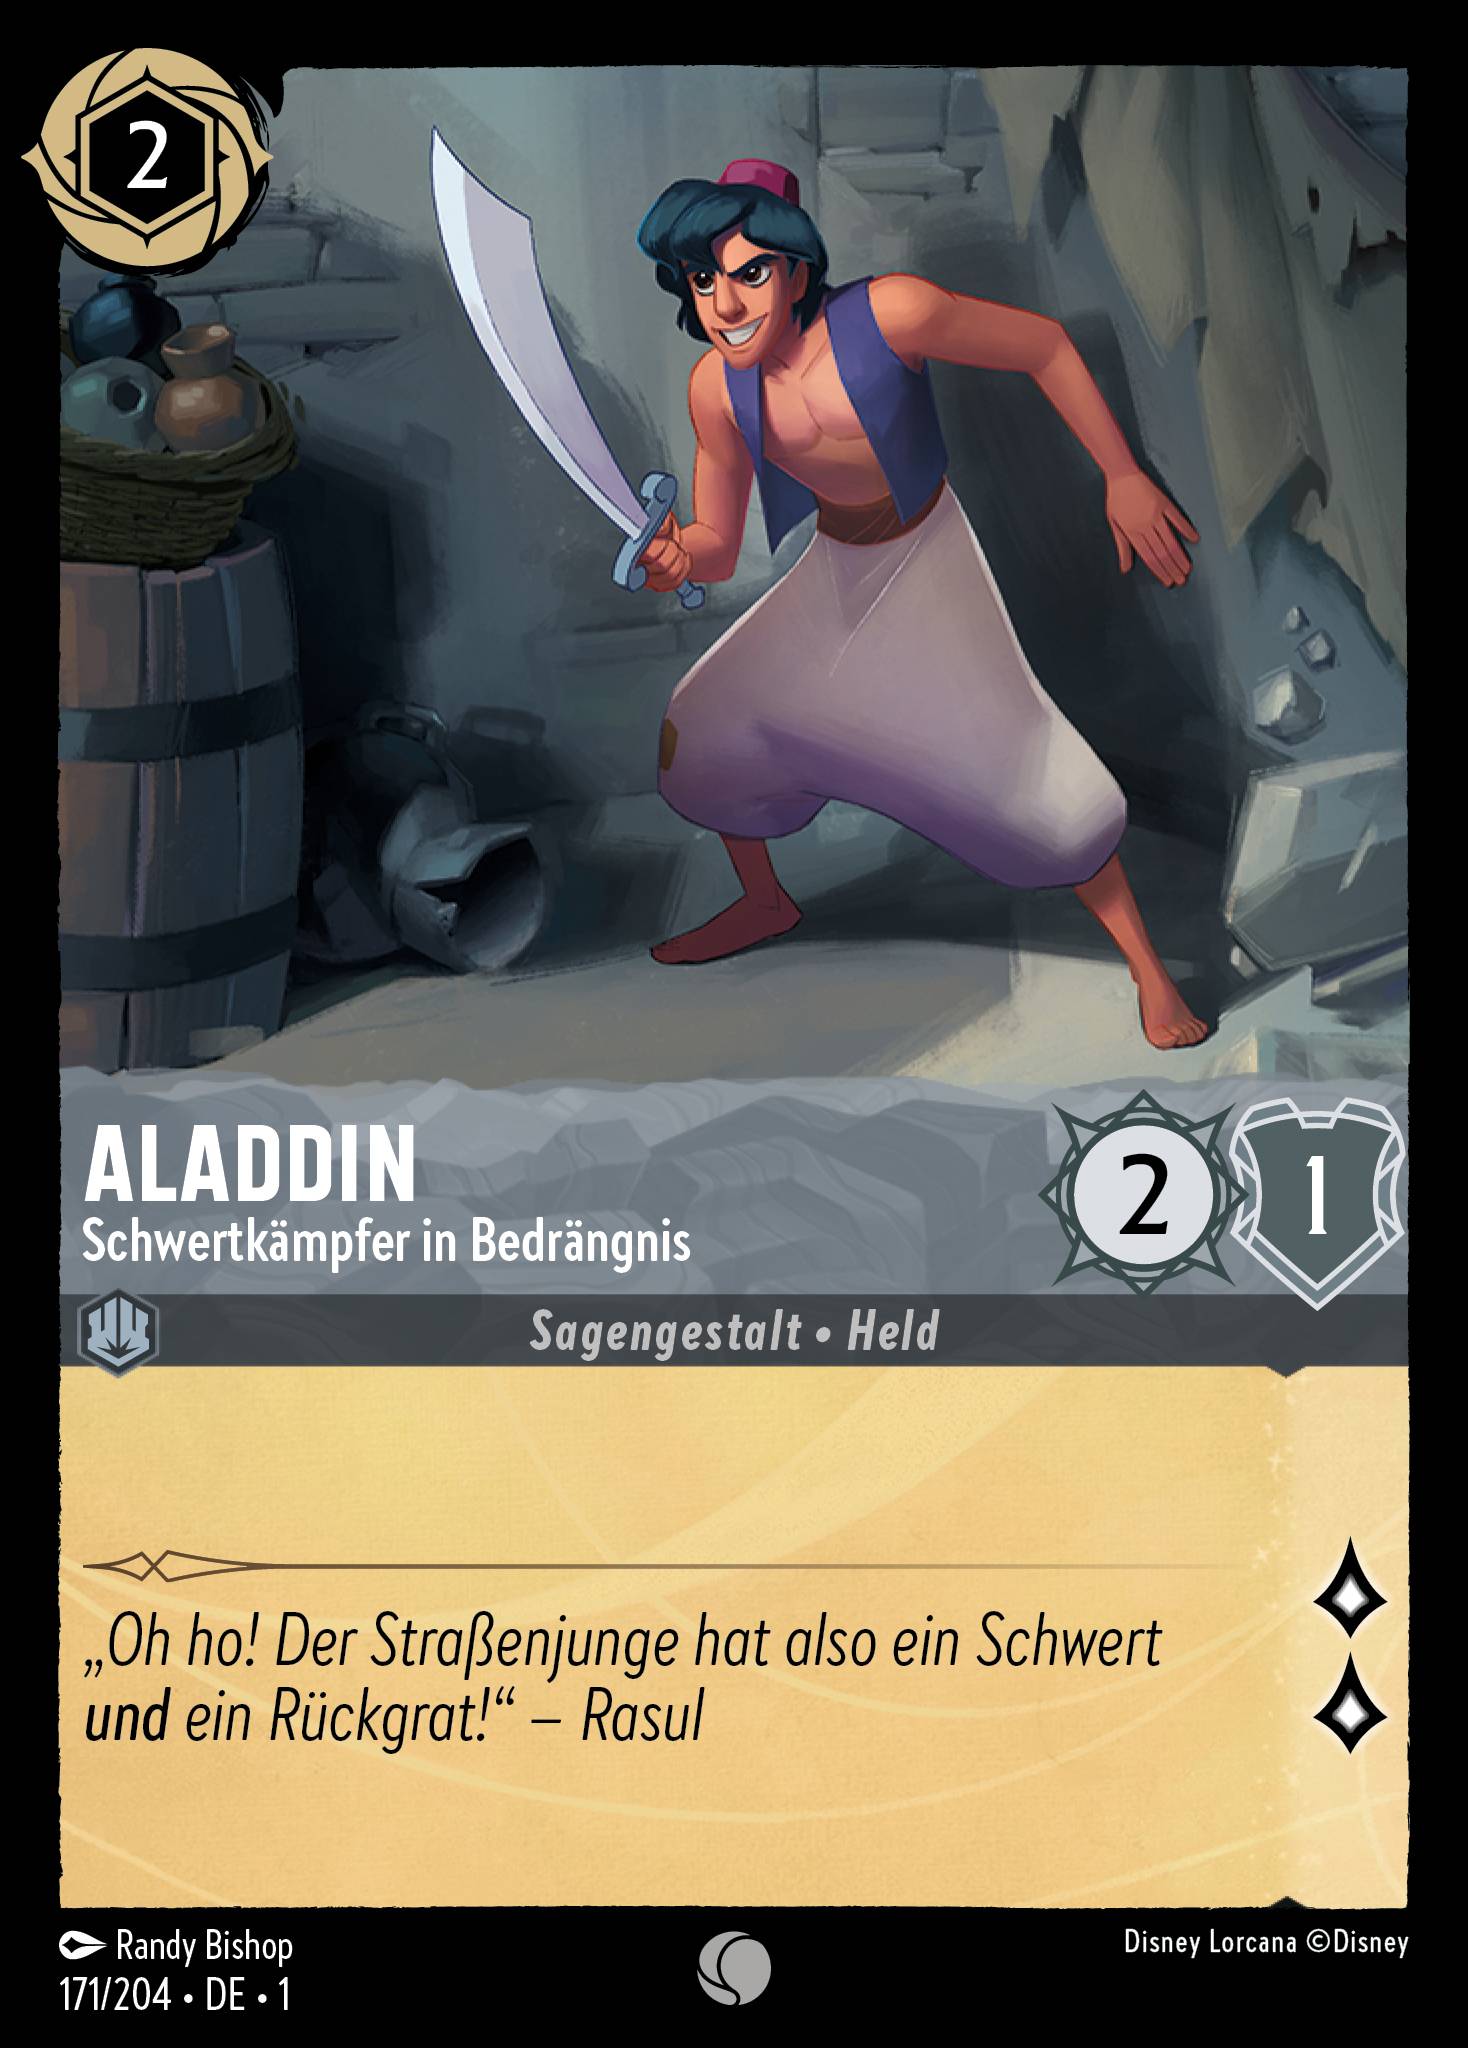 2
ALADDIN
Schwertkämpfer in Bedrängnis
2 1
Sagengestalt • Held
„Oh ho! Der Straßenjunge hat also ein Schwert
und ein Rückgrat!“ – Rasul
Randy Bishop
Disney Lorcana ©Disney
171/204 • DE • 1